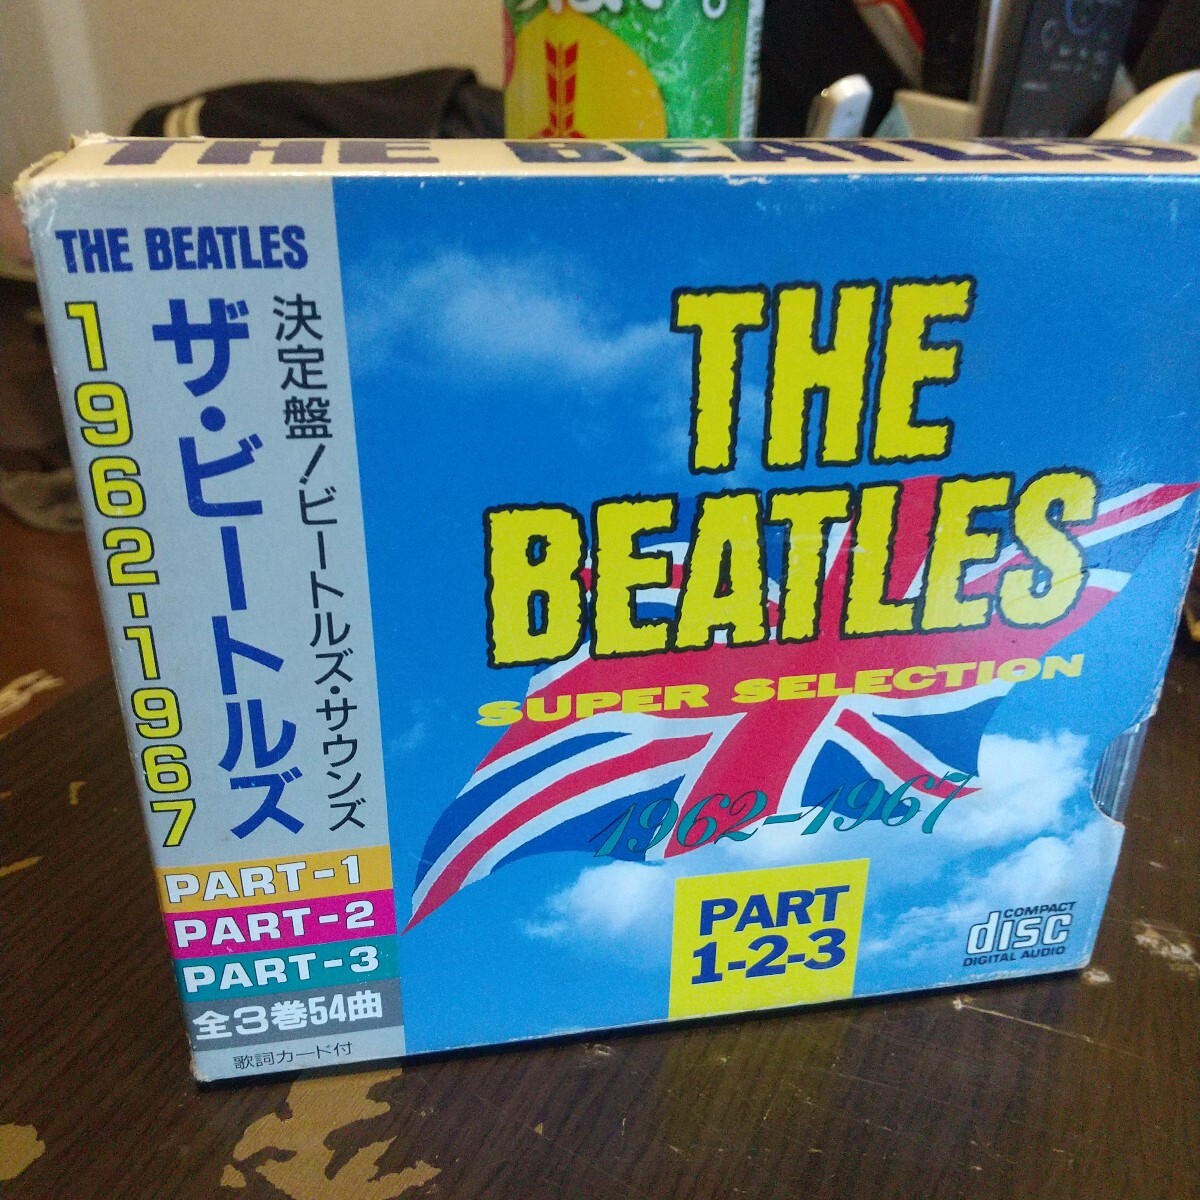 THE BEATLES
THE BEATLES
1962-1967
ザ・ビートルズ
決定盤!ビートルズ・サウンズ
PART-1
PART-2
PART-3
全3巻54曲
歌詞カード付
THE
BEATLES
SUPER SELECTION
1962-1967
PART
1-2-3
COMPACT
disc
DIGITAL AUDIO